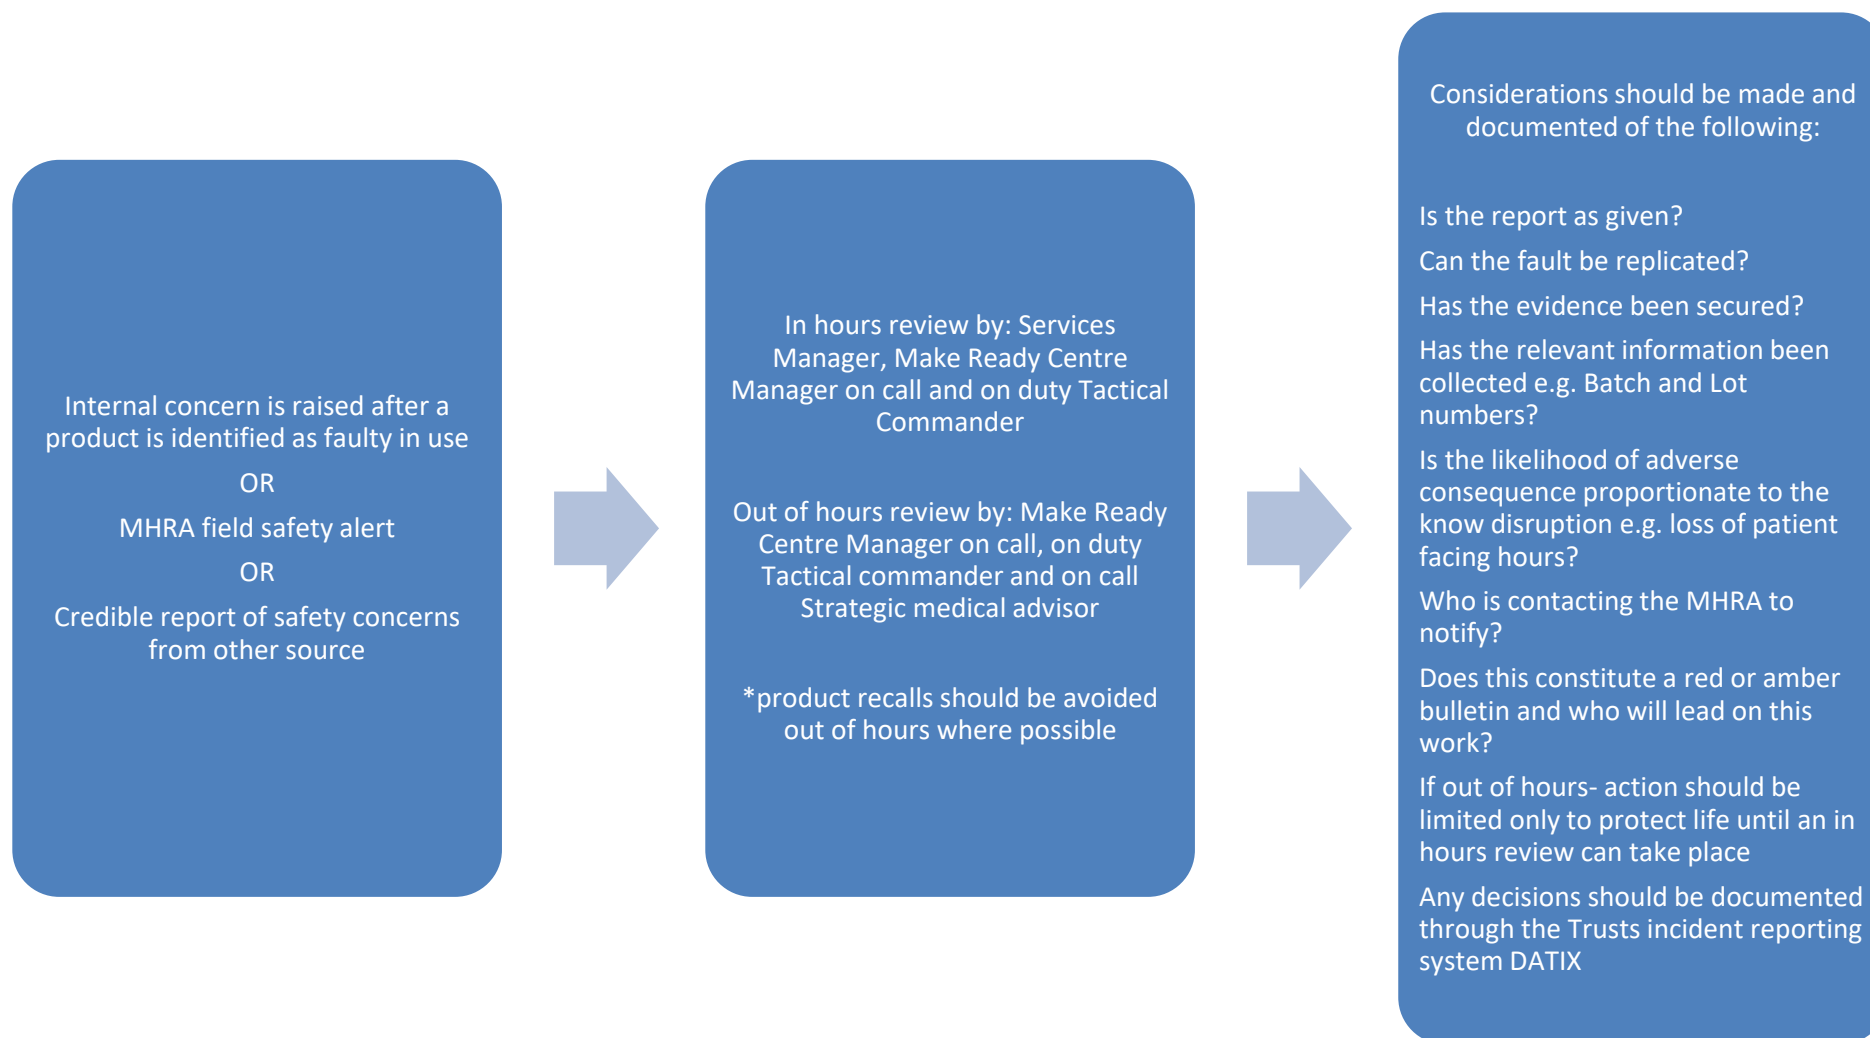 Internal concern is raised after a
product is identified as faulty in use
OR
MHRA field safety alert
OR
Credible report of safety concerns
from other source
In hours review by: Services
Manager, Make Ready Centre
Manager on call and on duty Tactical
Commander
Out of hours review by: Make Ready
Centre Manager on call, on duty
Tactical commander and on call
Strategic medical advisor
*product recalls should be avoided
out of hours where possible
Considerations should be made and
documented of the following:
Is the report as given?
Can the fault be replicated?
Has the evidence been secured?
Has the relevant information been
collected e.g. Batch and Lot
numbers?
Is the likelihood of adverse
consequence proportionate to the
know disruption e.g. loss of patient
facing hours?
Who is contacting the MHRA to
notify?
Does this constitute a red or amber
bulletin and who will lead on this
work?
If out of hours- action should be
limited only to protect life until an in
hours review can take place
Any decisions should be documented
through the Trusts incident reporting
system DATIX